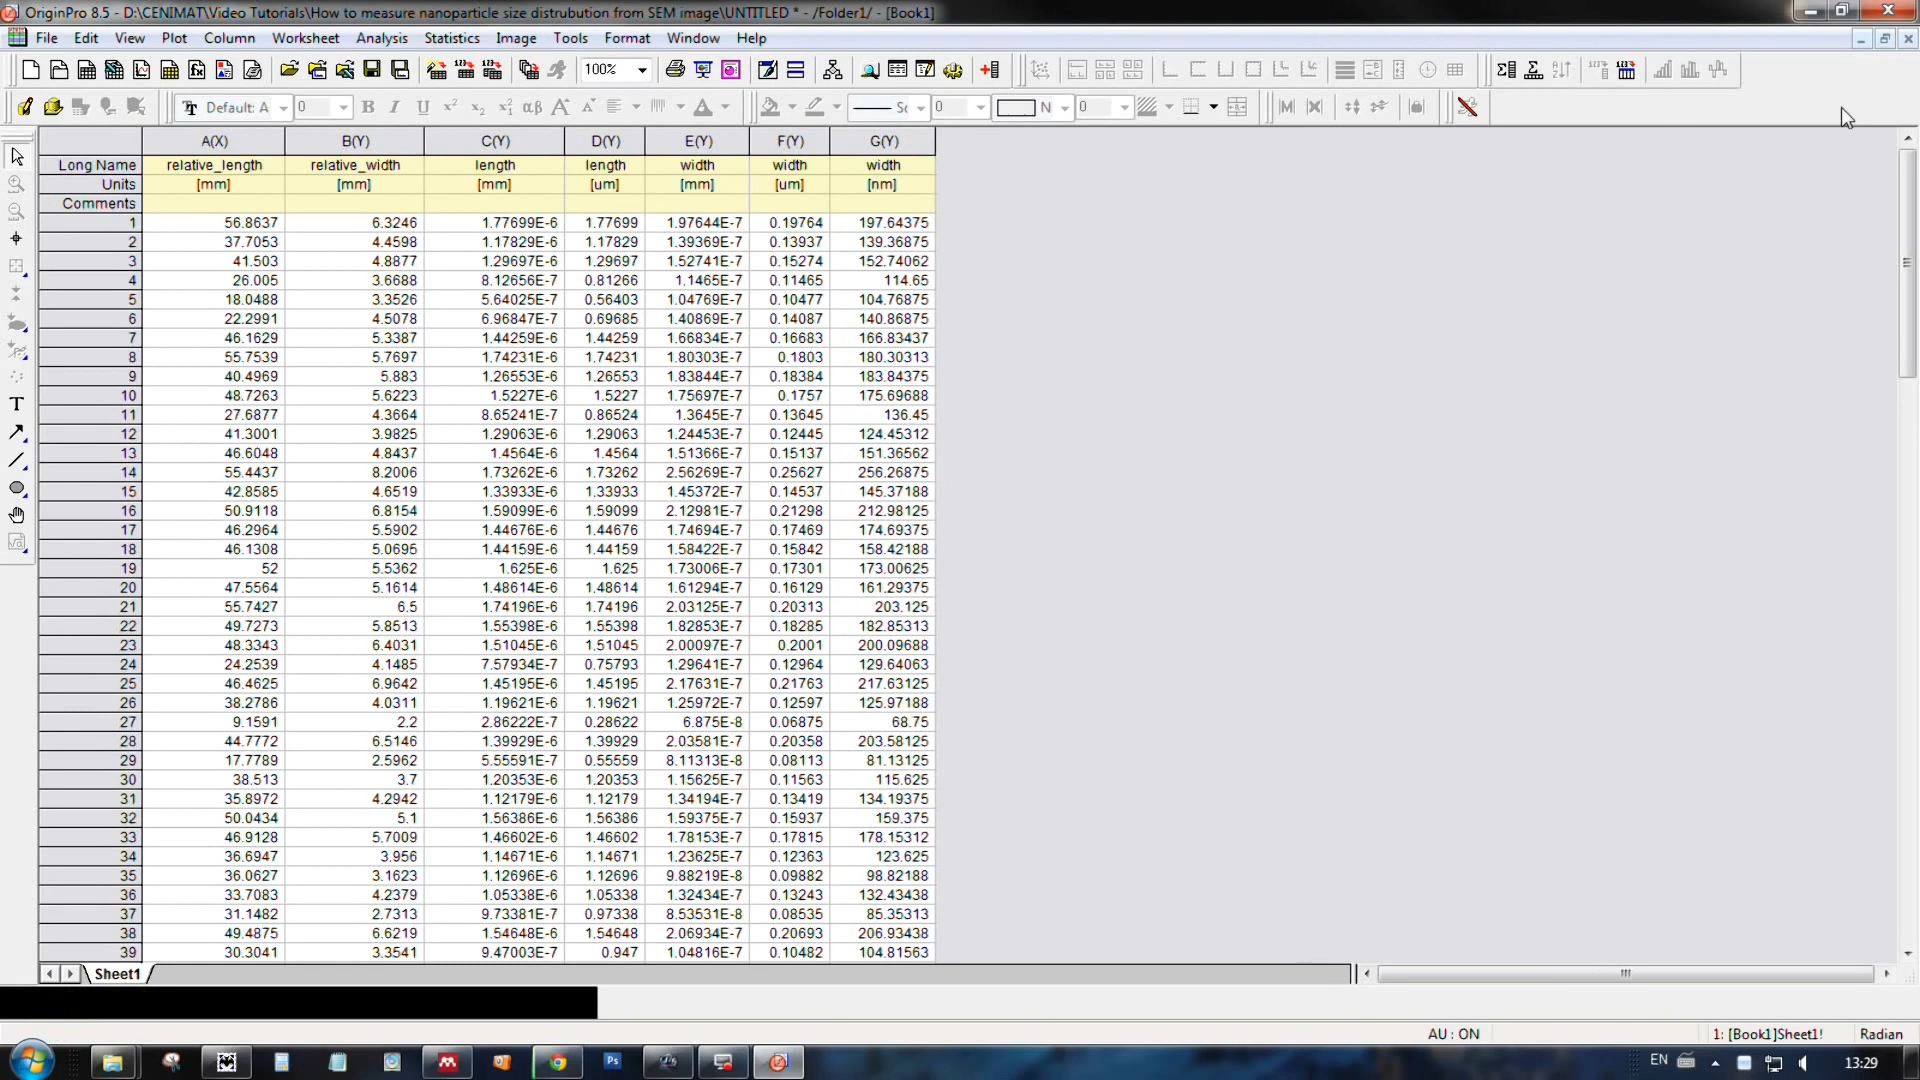 OriginPro 8.5 - D:\CENIMAT\Video Tutorials\How to measure nanoparticle size distrubution from SEM image\UNTITLED * - /Folder1/ - [Book1]
File Edit View Plot Column Worksheet Analysis Statistics Image Tools Format Window Help
100%
Default: A 0 B I U 0 N 0
A(X) B(Y) C(Y) D(Y) E(Y) F(Y) G(Y)
Long Name relative_length relative_width length length width width width
Units [mm] [mm] [mm] [um] [mm] [um] [nm]
Comments
1 56.8637 6.3246 1.77699E-6 1.77699 1.97644E-7 0.19764 197.64375
2 37.7053 4.4598 1.17829E-6 1.17829 1.39369E-7 0.13937 139.36875
3 41.503 4.8877 1.29697E-6 1.29697 1.52741E-7 0.15274 152.74062
4 26.005 3.6688 8.12656E-7 0.81266 1.1465E-7 0.11465 114.65
5 18.0488 3.3526 5.64025E-7 0.56403 1.04769E-7 0.10477 104.76875
6 22.2991 4.5078 6.96847E-7 0.69685 1.40869E-7 0.14087 140.86875
7 46.1629 5.3387 1.44259E-6 1.44259 1.66834E-7 0.16683 166.83437
8 55.7539 5.7697 1.74231E-6 1.74231 1.80303E-7 0.1803 180.30313
9 40.4969 5.883 1.26553E-6 1.26553 1.83844E-7 0.18384 183.84375
10 48.7263 5.6223 1.5227E-6 1.5227 1.75697E-7 0.1757 175.69688
11 27.6877 4.3664 8.65241E-7 0.86524 1.3645E-7 0.13645 136.45
12 41.3001 3.9825 1.29063E-6 1.29063 1.24453E-7 0.12445 124.45312
13 46.6048 4.8437 1.4564E-6 1.4564 1.51366E-7 0.15137 151.36562
14 55.4437 8.2006 1.73262E-6 1.73262 2.56269E-7 0.25627 256.26875
15 42.8585 4.6519 1.33933E-6 1.33933 1.45372E-7 0.14537 145.37188
16 50.9118 6.8154 1.59099E-6 1.59099 2.12981E-7 0.21298 212.98125
17 46.2964 5.5902 1.44676E-6 1.44676 1.74694E-7 0.17469 174.69375
18 46.1308 5.0695 1.44159E-6 1.44159 1.58422E-7 0.15842 158.42188
19 52 5.5362 1.625E-6 1.625 1.73006E-7 0.17301 173.00625
20 47.5564 5.1614 1.48614E-6 1.48614 1.61294E-7 0.16129 161.29375
21 55.7427 6.5 1.74196E-6 1.74196 2.03125E-7 0.20313 203.125
22 49.7273 5.8513 1.55398E-6 1.55398 1.82853E-7 0.18285 182.85313
23 48.3343 6.4031 1.51045E-6 1.51045 2.00097E-7 0.2001 200.09688
24 24.2539 4.1485 7.57934E-7 0.75793 1.29641E-7 0.12964 129.64063
25 46.4625 6.9642 1.45195E-6 1.45195 2.17631E-7 0.21763 217.63125
26 38.2786 4.0311 1.19621E-6 1.19621 1.25972E-7 0.12597 125.97188
27 9.1591 2.2 2.86222E-7 0.28622 6.875E-8 0.06875 68.75
28 44.7772 6.5146 1.39929E-6 1.39929 2.03581E-7 0.20358 203.58125
29 17.7789 2.5962 5.55591E-7 0.55559 8.11313E-8 0.08113 81.13125
30 38.513 3.7 1.20353E-6 1.20353 1.15625E-7 0.11563 115.625
31 35.8972 4.2942 1.12179E-6 1.12179 1.34194E-7 0.13419 134.19375
32 50.0434 5.1 1.56386E-6 1.56386 1.59375E-7 0.15937 159.375
33 46.9128 5.7009 1.46602E-6 1.46602 1.78153E-7 0.17815 178.15312
34 36.6947 3.956 1.14671E-6 1.14671 1.23625E-7 0.12363 123.625
35 36.0627 3.1623 1.12696E-6 1.12696 9.88219E-8 0.09882 98.82188
36 33.7083 4.2379 1.05338E-6 1.05338 1.32434E-7 0.13243 132.43438
37 31.1482 2.7313 9.73381E-7 0.97338 8.53531E-8 0.08535 85.35313
38 49.4875 6.6219 1.54648E-6 1.54648 2.06934E-7 0.20693 206.93438
39 30.3041 3.3541 9.47003E-7 0.947 1.04816E-7 0.10482 104.81563
Sheet1
AU : ON 1: [Book1]Sheet1! Radian
EN 13:29